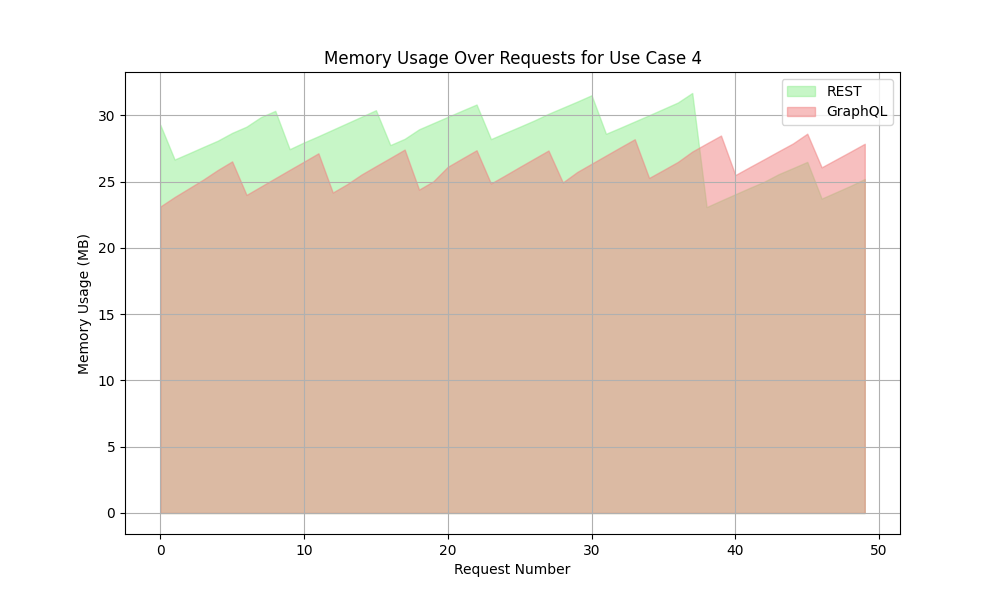 Memory Usage Over Requests for Use Case 4
REST
GraphQL
30
25
20
15
10
5
0
Memory Usage (MB)
0 10 20 30 40 50
Request Number